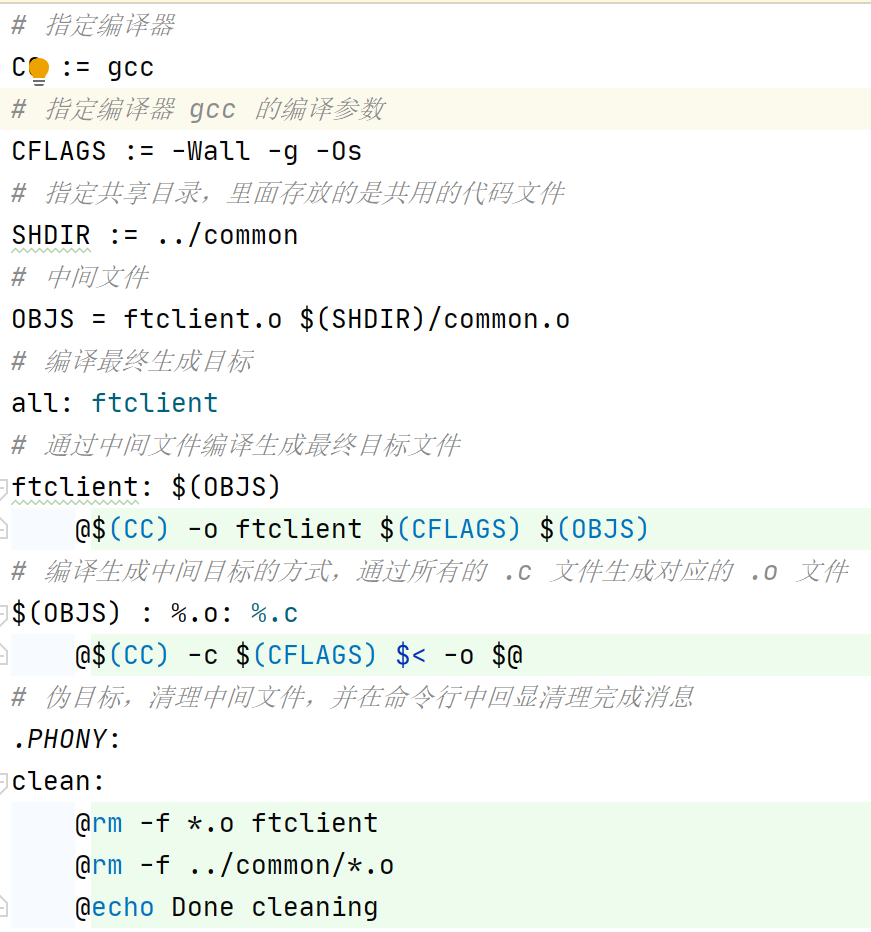 # 指定编译器
CC := gcc
# 指定编译器 gcc 的编译参数
CFLAGS := -Wall -g -Os
# 指定共享目录，里面存放的是共用的代码文件
SHDIR := ../common
# 中间文件
OBJS = ftclient.o $(SHDIR)/common.o
# 编译最终生成目标
all: ftclient
# 通过中间文件编译生成最终目标文件
ftclient: $(OBJS)
    @$(CC) -o ftclient $(CFLAGS) $(OBJS)
# 编译生成中间目标的方式，通过所有的 .c 文件生成对应的 .o 文件
$(OBJS) : %.o: %.c
    @$(CC) -c $(CFLAGS) $< -o $@
# 伪目标，清理中间文件，并在命令行中回显清理完成消息
.PHONY:
clean:
    @rm -f *.o ftclient
    @rm -f ../common/*.o
    @echo Done cleaning